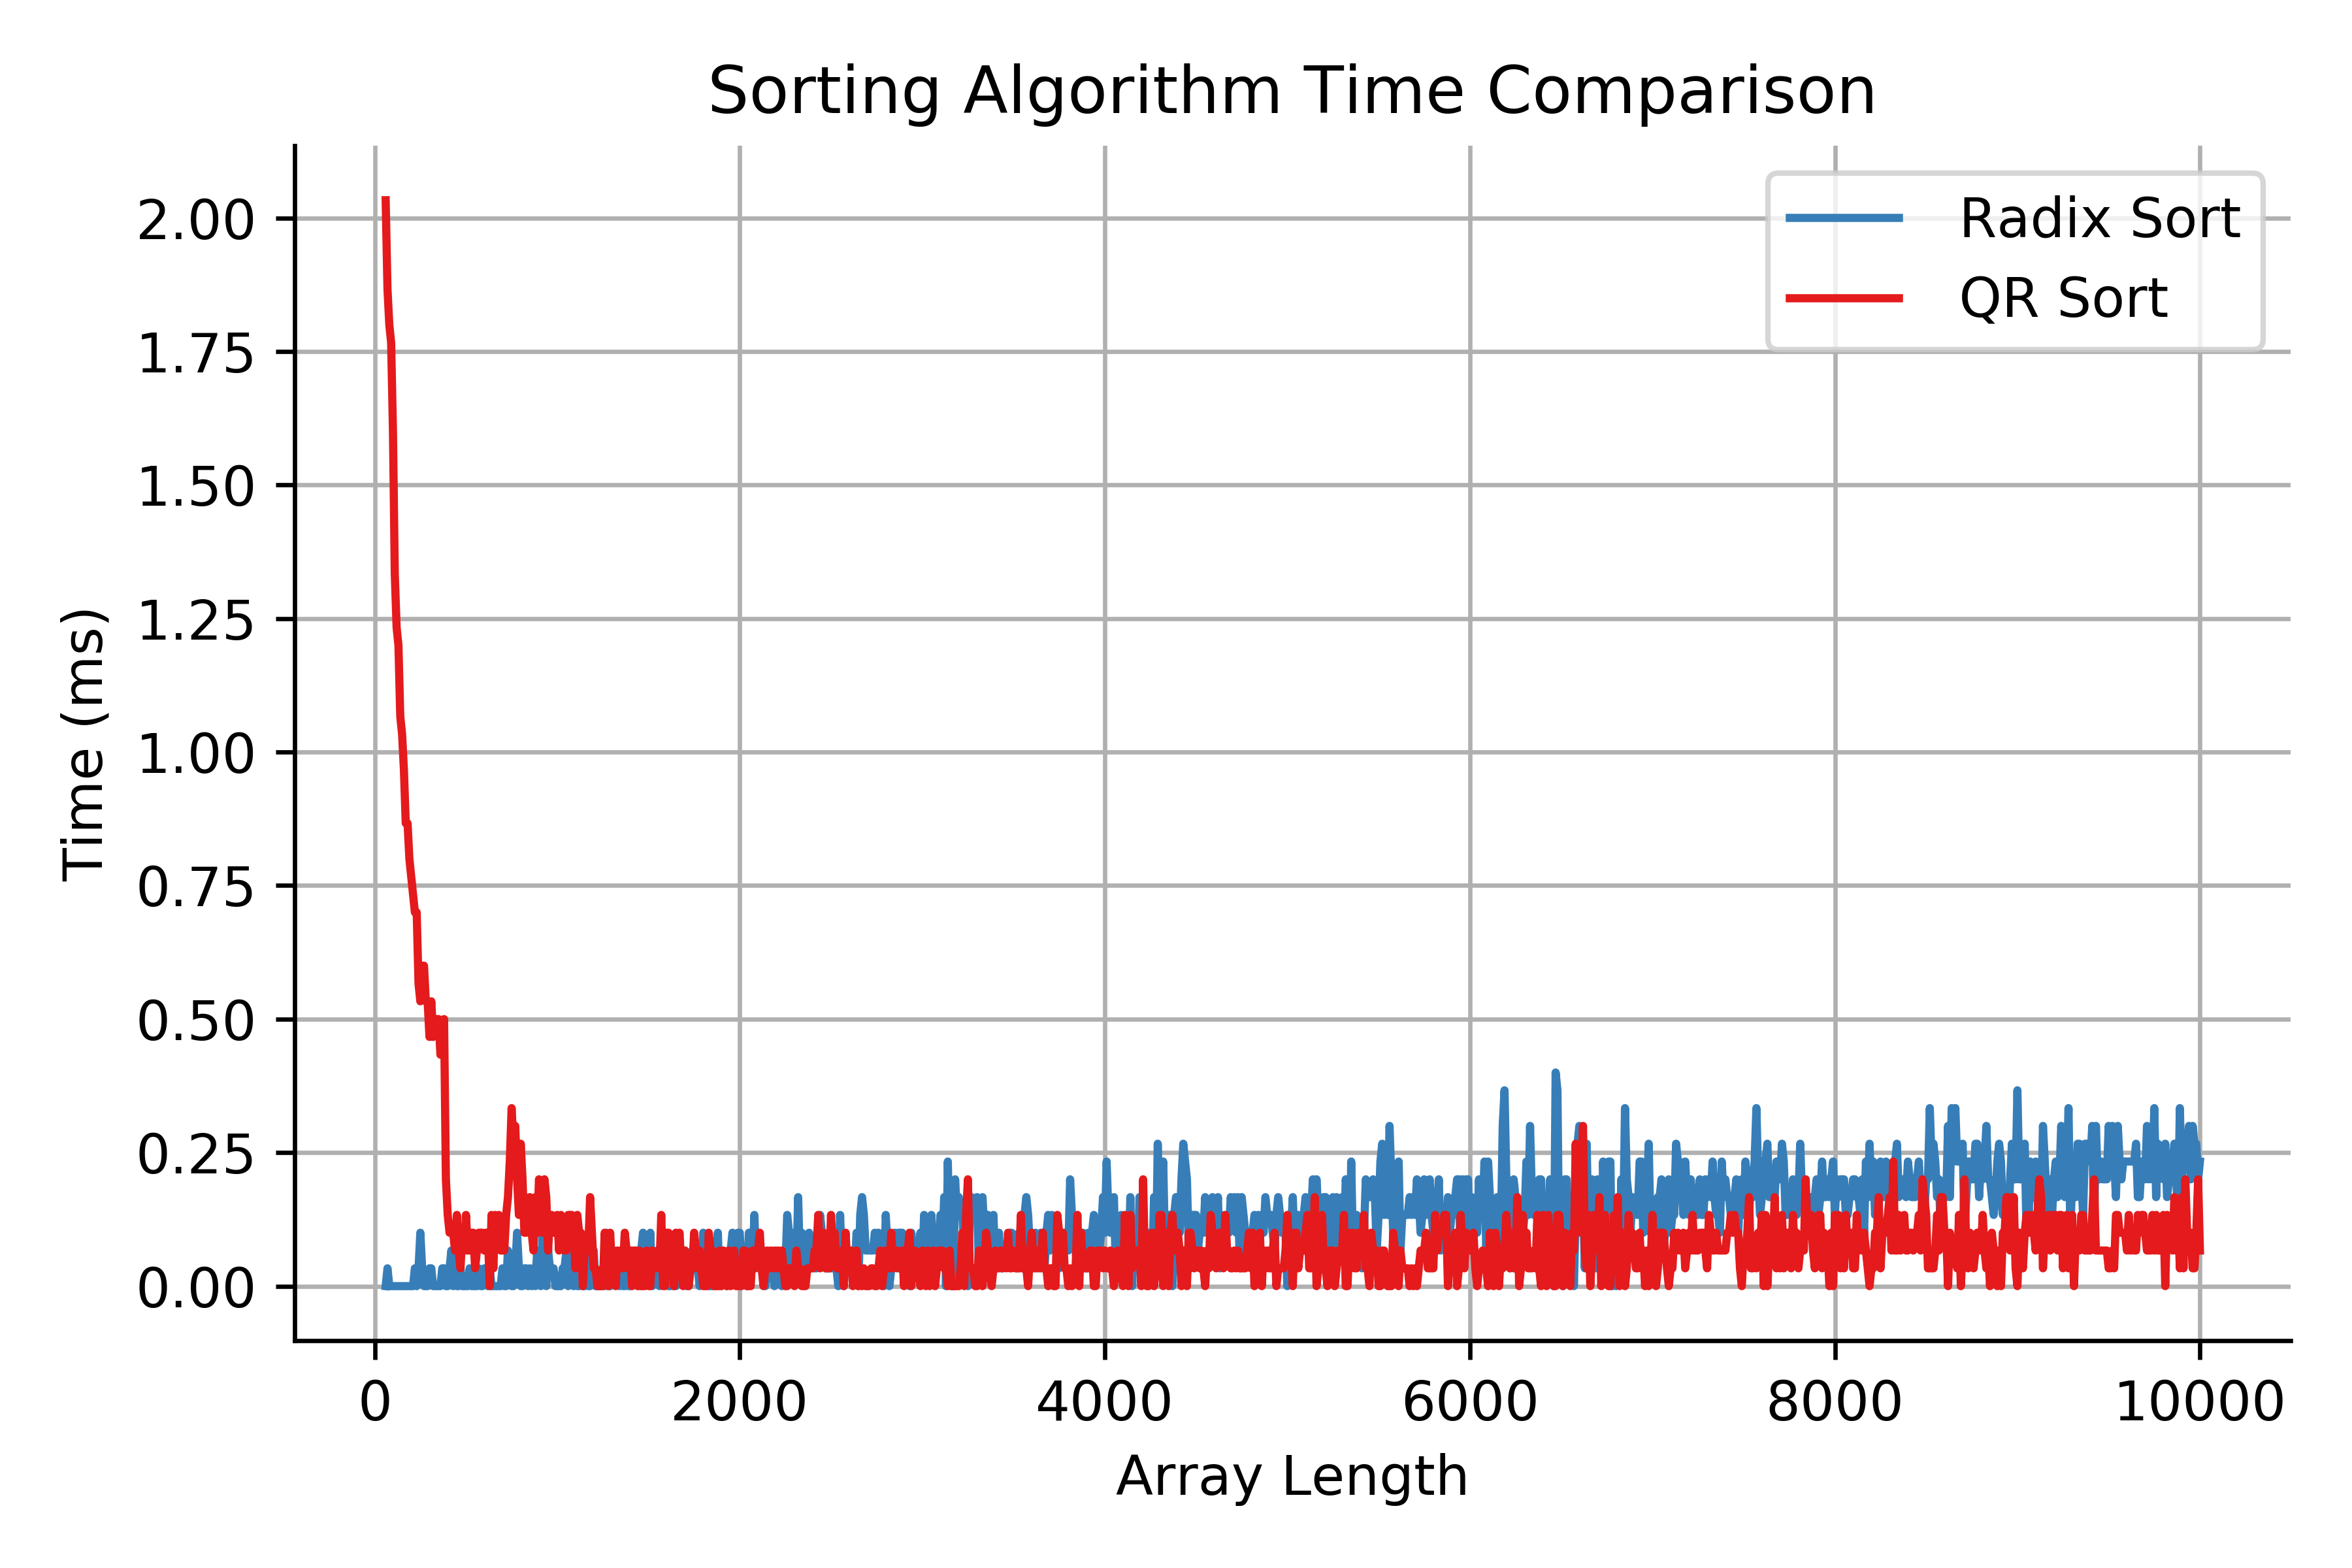 Sorting Algorithm Time Comparison
Radix Sort
QR Sort
2.00
1.75
1.50
1.25
1.00
0.75
0.50
0.25
0.00
Time (ms)
0 2000 4000 6000 8000 10000
Array Length